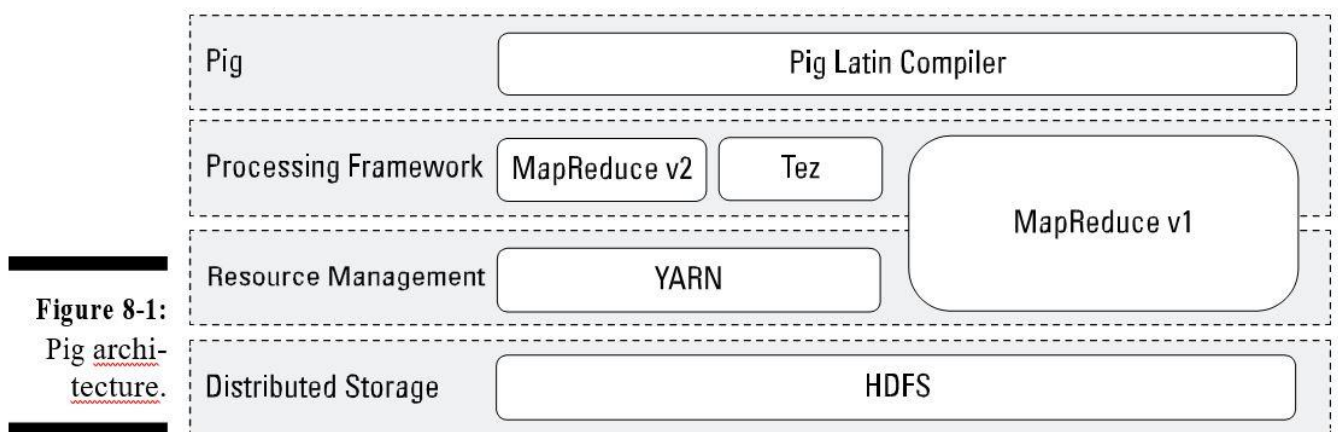 Pig
Pig Latin Compiler
Processing Framework
MapReduce v2
Tez
MapReduce v1
Resource Management
YARN
Figure 8-1:
Pig archi-
tecture.
Distributed Storage
HDFS